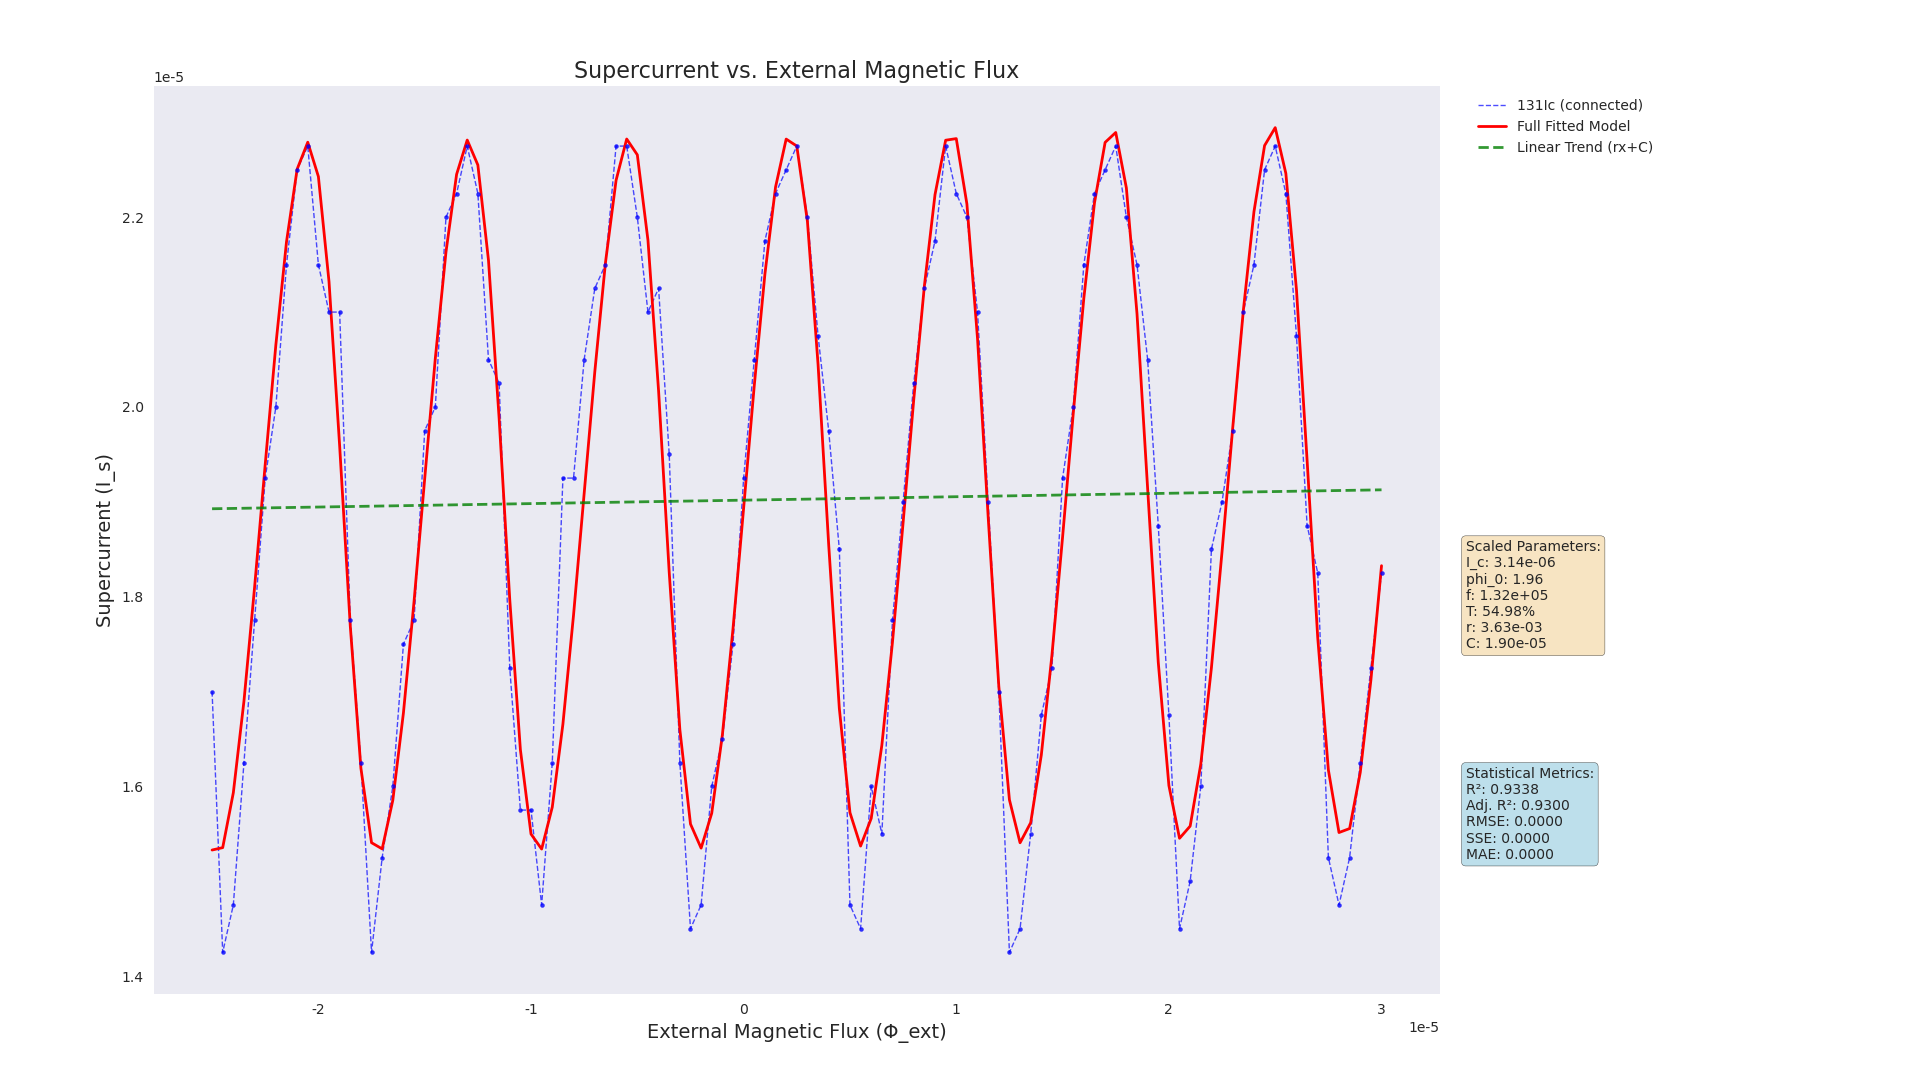 Supercurrent vs. External Magnetic Flux
1e-5
2.2
2.0
1.8
1.6
1.4
Supercurrent (I_s)
-2
-1
0
1
2
3
1e-5
External Magnetic Flux (Φ_ext)
131Ic (connected)
Full Fitted Model
Linear Trend (rx+C)
Scaled Parameters:
I_c: 3.14e-06
phi_0: 1.96
f: 1.32e+05
T: 54.98%
r: 3.63e-03
C: 1.90e-05
Statistical Metrics:
R²: 0.9338
Adj. R²: 0.9300
RMSE: 0.0000
SSE: 0.0000
MAE: 0.0000